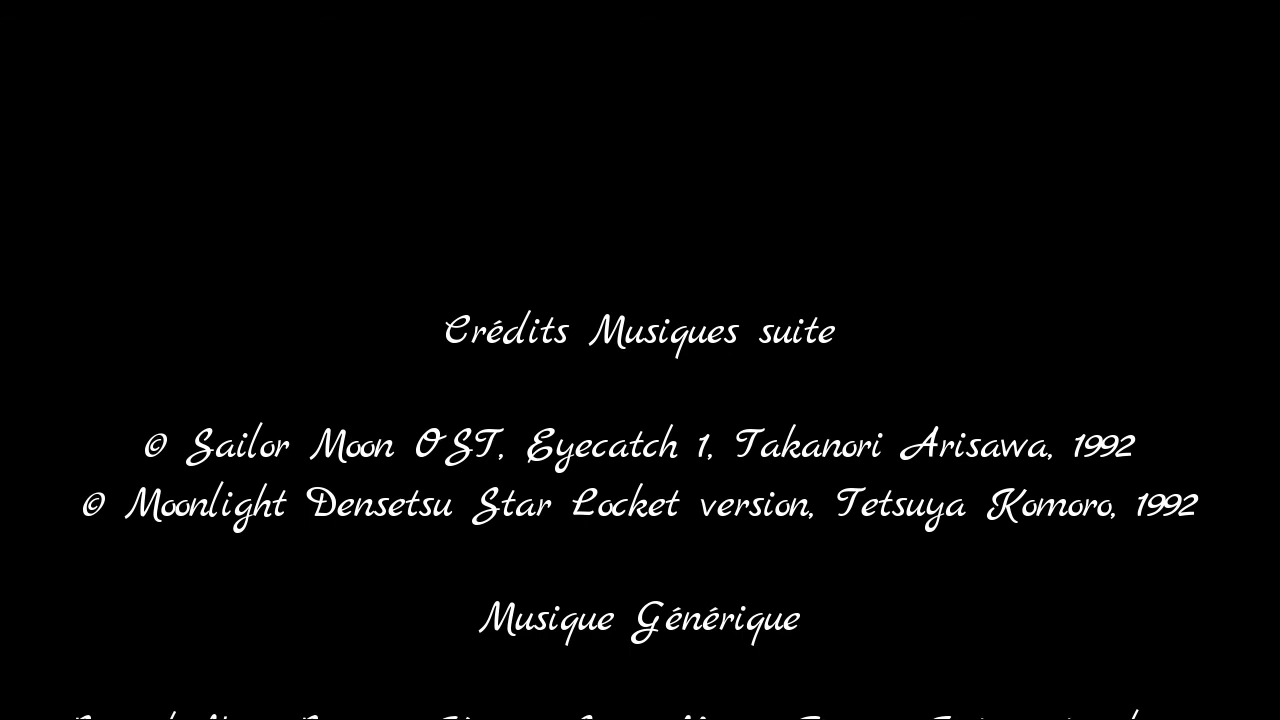 Crédits Musiques suite
© Sailor Moon OST, Eyecatch 1, Takanori Arisawa, 1992
© Moonlight Densetsu Star Locket version, Tetsuya Komoro, 1992
Musique Générique